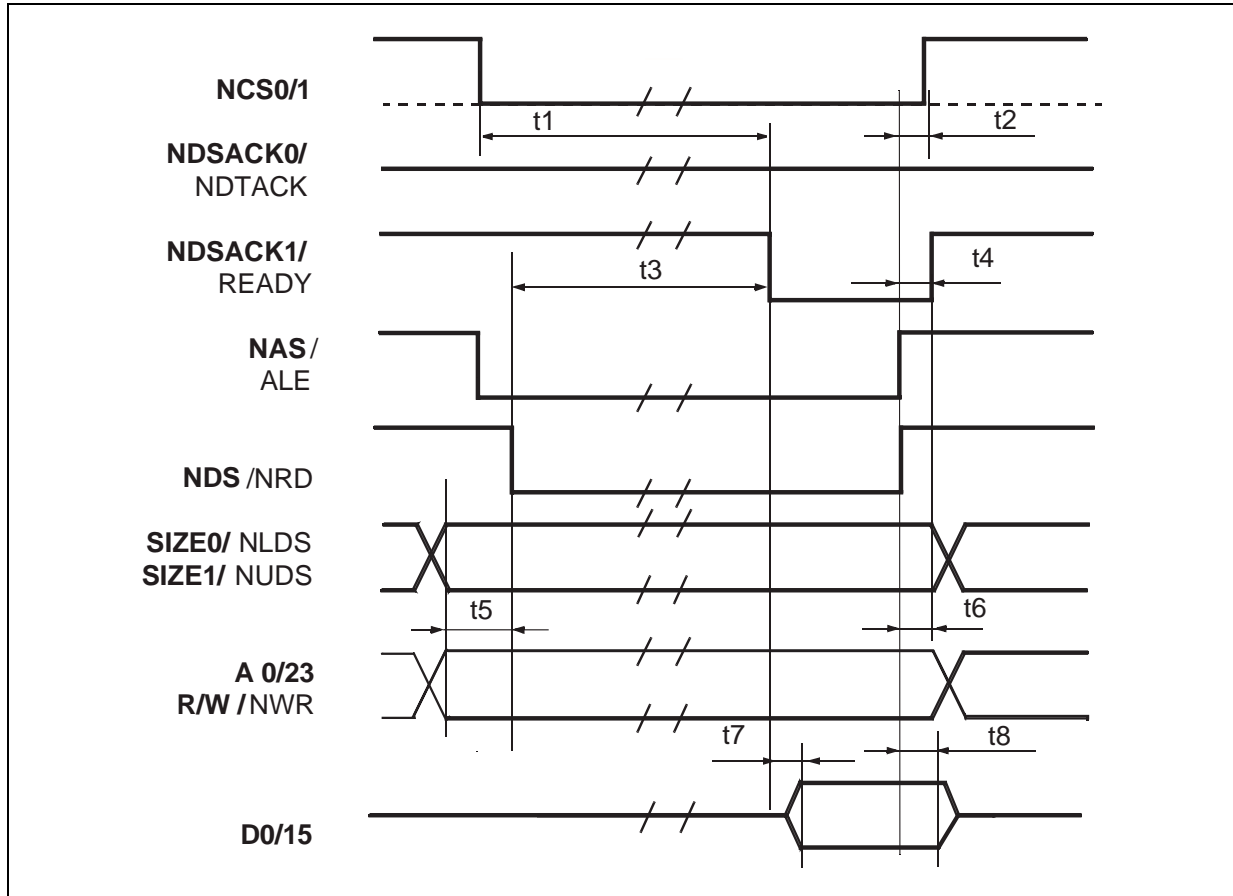 NCS0/1
t1
t2
NDSACK0/
NDTACK
NDSACK1/
READY
t3
t4
NAS/
ALE
NDS /NRD
SIZE0/ NLDS
SIZE1/ NUDS
t5
t6
A 0/23
R/W /NWR
t7
t8
D0/15